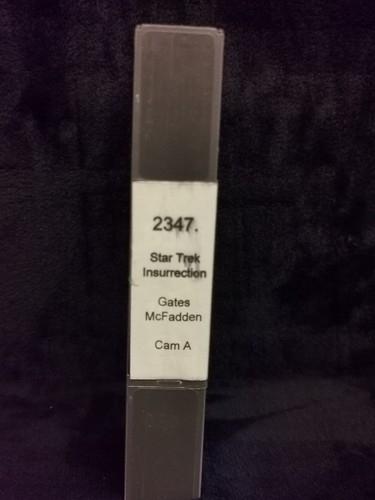 2347.
Star Trek
Insurrection
Gates
McFadden
Cam A